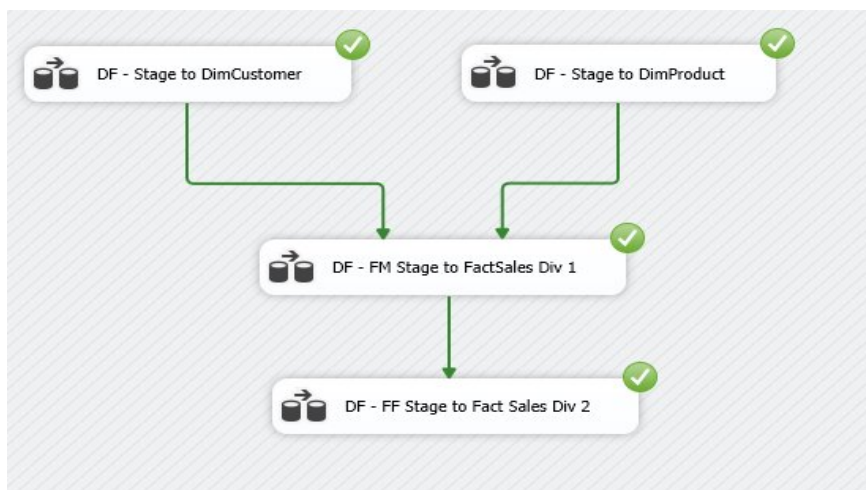 DF - Stage to DimCustomer
DF - Stage to DimProduct
DF - FM Stage to FactSales Div 1
DF - FF Stage to Fact Sales Div 2